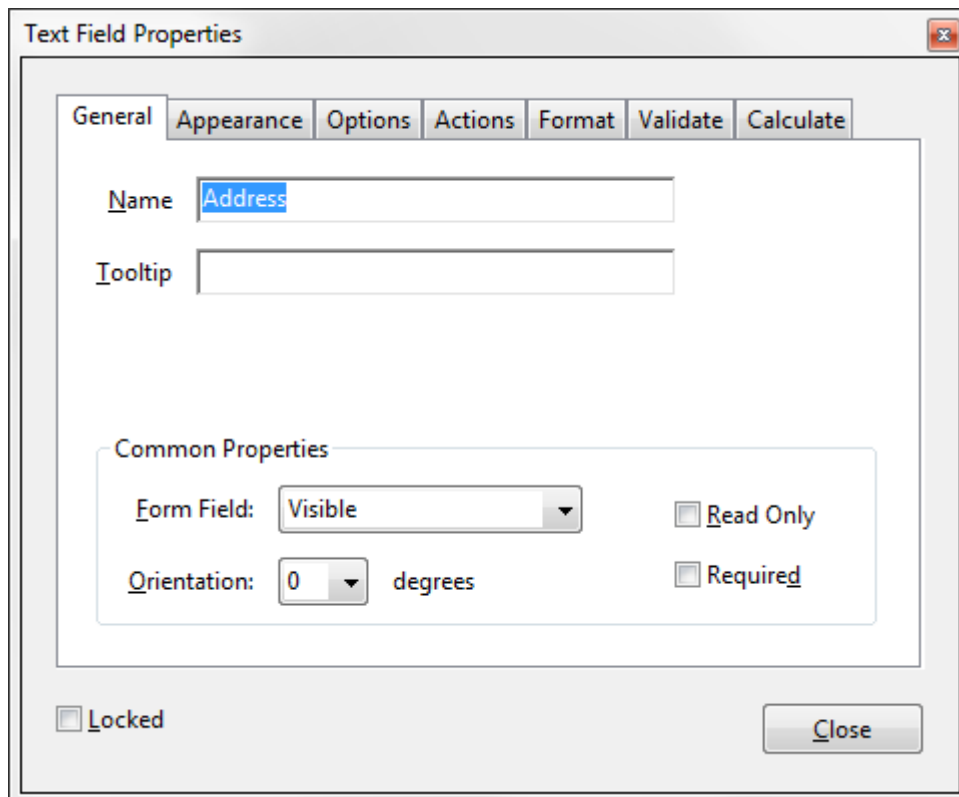 Text Field Properties
General Appearance Options Actions Format Validate Calculate
Name Address
Tooltip
Common Properties
Form Field: Visible
Read Only
Orientation: 0 degrees
Required
Locked
Close